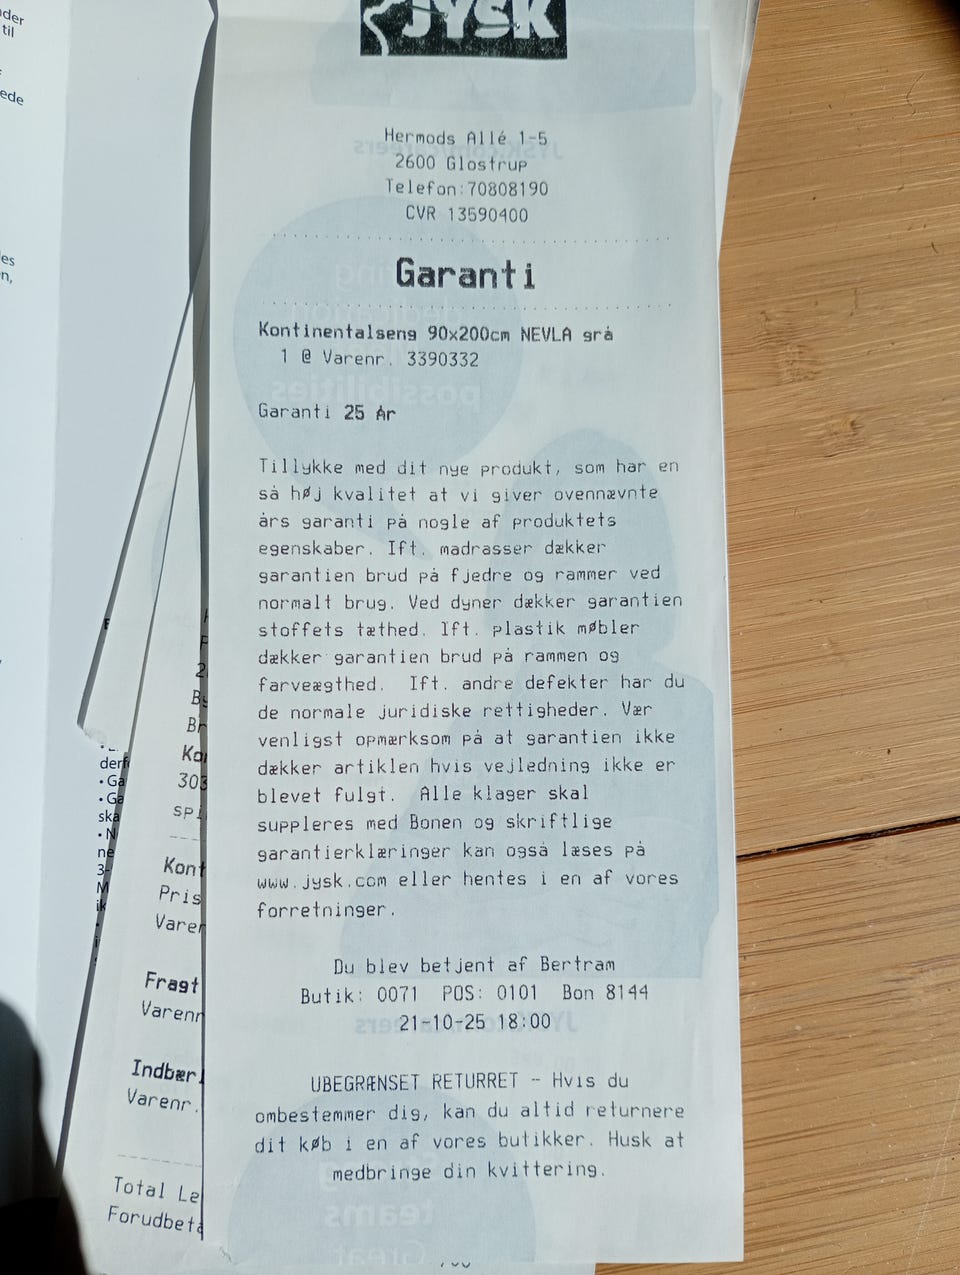 JYSK
Hermods Allé 1-5
2600 Glostrup
Telefon:70808190
CVR 13590400
Garanti
Kontinentalseng 90x200cm NEVLA grå
1 @ Varenr. 3390332
Garanti 25 År
Tillykke med dit nye produkt, som har en
så høj kvalitet at vi giver ovennævnte
års garanti på nogle af produktets
egenskaber. Ift. madrasser dækker
garantien brud på fjedre og rammer ved
normalt brug. Ved dyner dækker garantien
stoffets tæthed. Ift. plastik møbler
dækker garantien brud på rammen og
farveægthed. Ift. andre defekter har du
de normale juridiske rettigheder. Vær
venligst opmærksom på at garantien ikke
dækker artiklen hvis vejledning ikke er
blevet fulgt. Alle klager skal
suppleres med Bonen og skriftlige
garantierklæringer kan også læses på
www.jysk.com eller hentes i en af vores
forretninger.
Du blev betjent af Bertram
Butik: 0071 POS: 0101 Bon 8144
21-10-25 18:00
UBEGRÆNSET RETURRET - Hvis du
ombestemmer dig, kan du altid returnere
dit køb i en af vores butikker. Husk at
medbringe din kvittering.
Kont
Pris
Varen
Fragt
Varenr
Indbær
Varenr.
Total Le
Forudbeta